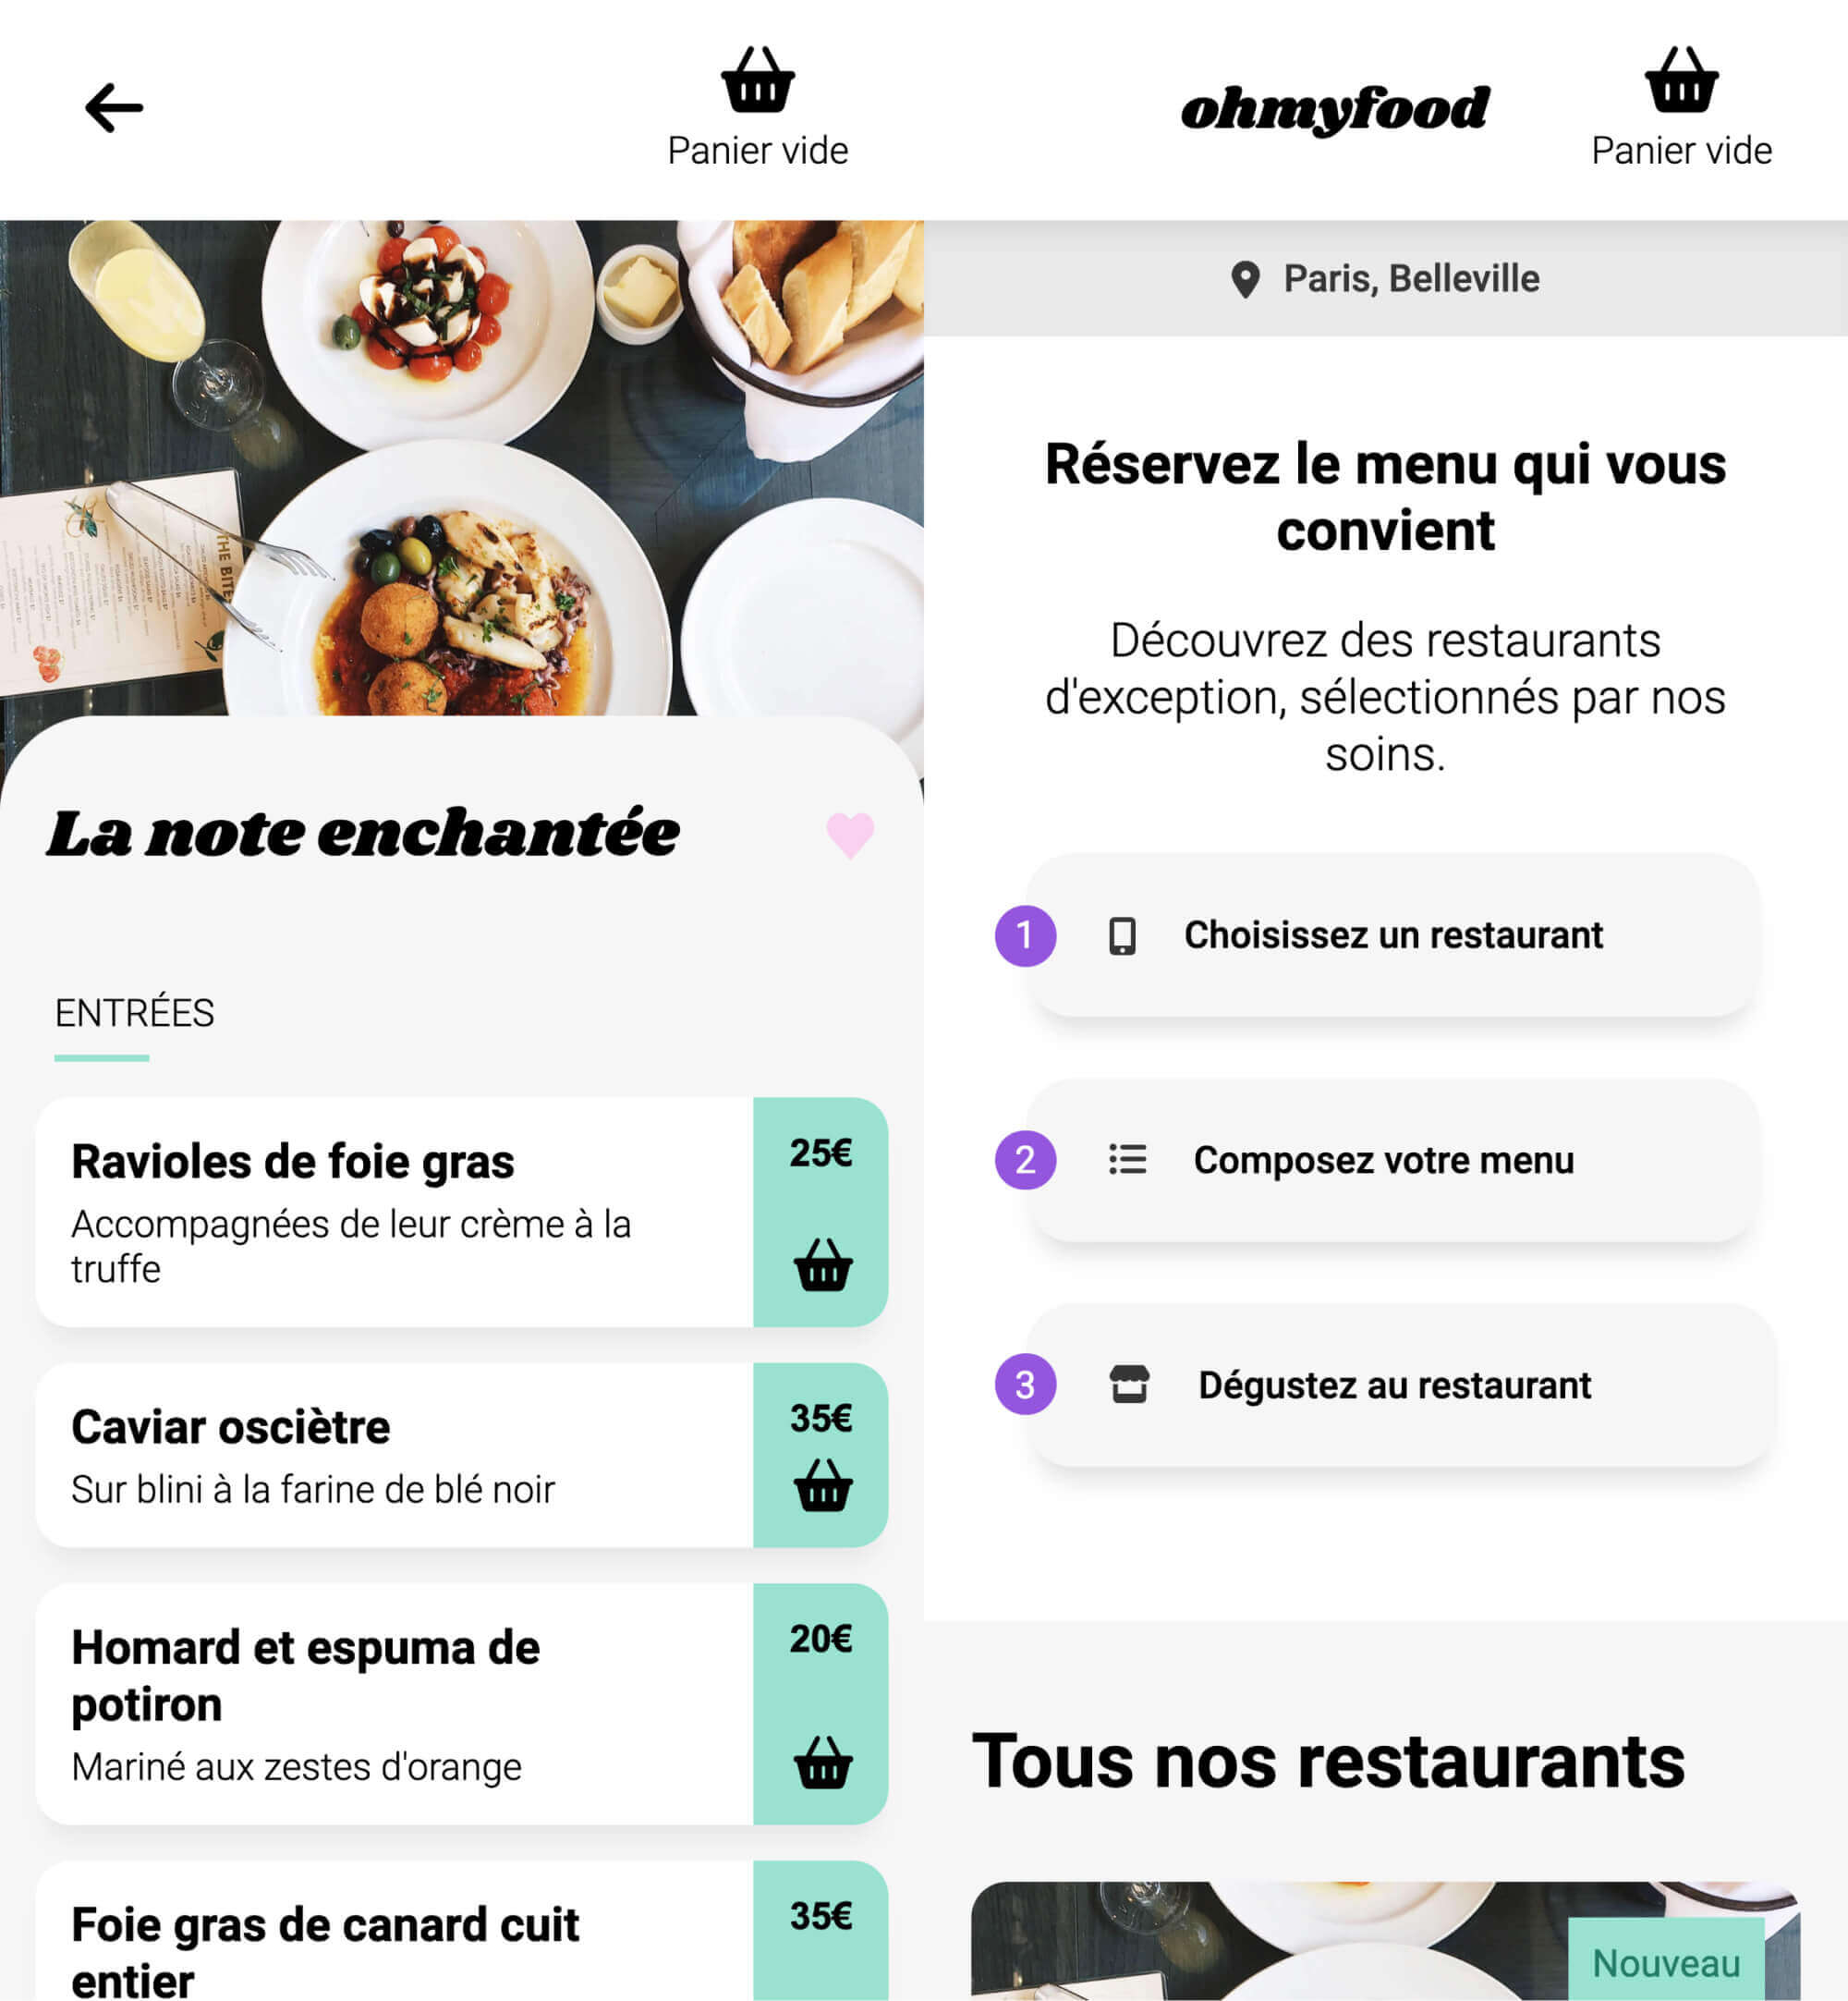 Panier vide
THE BITE
La note enchantée
ENTRÉES
Ravioles de foie gras
25€
Accompagnées de leur crème à la
truffe
Caviar osciètre
35€
Sur blini à la farine de blé noir
Homard et espuma de
potiron
20€
Mariné aux zestes d'orange
Foie gras de canard cuit
entier
35€
ohmyfood
Panier vide
Paris, Belleville
Réservez le menu qui vous
convient
Découvrez des restaurants
d'exception, sélectionnés par nos
soins.
1 Choisissez un restaurant
2 Composez votre menu
3 Dégustez au restaurant
Tous nos restaurants
Nouveau